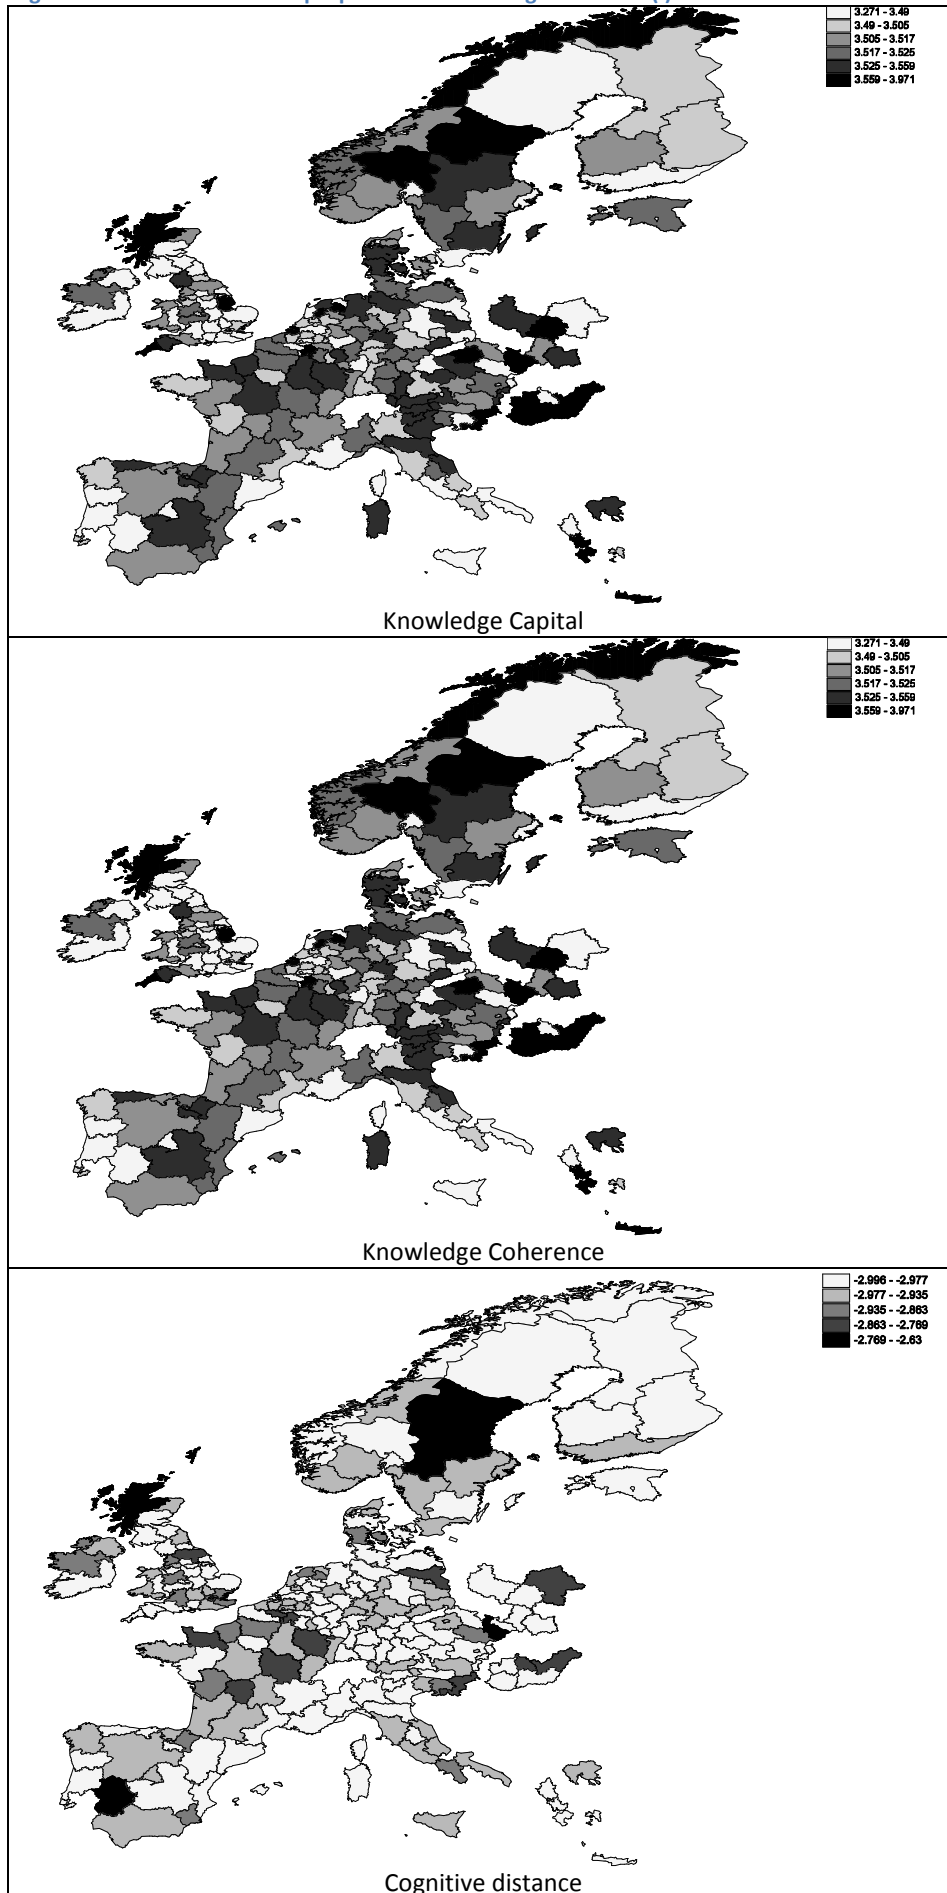 3.271 - 3.49
3.49 - 3.505
3.505 - 3.517
3.517 - 3.525
3.525 - 3.559
3.559 - 3.971
Knowledge Capital
3.271 - 3.49
3.49 - 3.505
3.505 - 3.517
3.517 - 3.525
3.525 - 3.559
3.559 - 3.971
Knowledge Coherence
-2.996 - -2.977
-2.977 - -2.935
-2.935 - -2.863
-2.863 - -2.769
-2.769 - -2.63
Cognitive distance